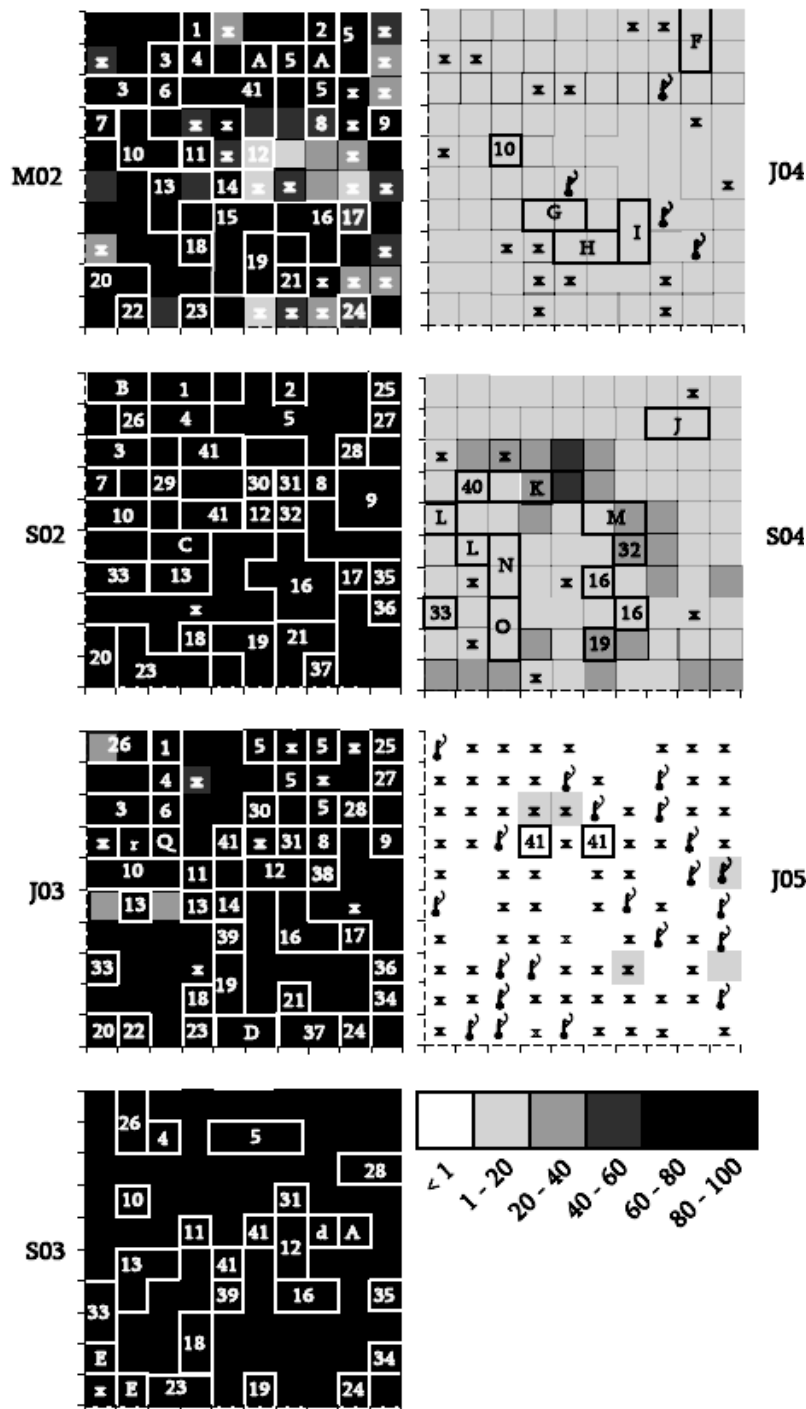 M02
1 2 5
3 4 A 5 A
3 6 41 5
7 8 9
10 11 12
13 14
15 16 17
18 19
20 21
22 23 24
J04
F
10
G I
H
S02
B 1 2 25
26 4 5 27
3 41 28
7 29 30 31 8 9
10 41 12 32
C
33 13 16 17 35
36
18 19 21
20 23 37
S04
J
40 K
L M
L N 32
16
33 16
O 19
J03
26 1 5 5 25
4 5 27
3 6 30 5 28
r Q 41 31 8 9
10 11 12 38
13 13 14
39 16 17
33 36
18 19 21 34
20 22 23 D 37 24
J05
41 41
S03
26 4 5
28
10 31
11 41 12 d A
13 41
33 39 16 35
18
E 34
E 23 19 24
< 1
1 - 20
20 - 40
40 - 60
60 - 80
80 - 100